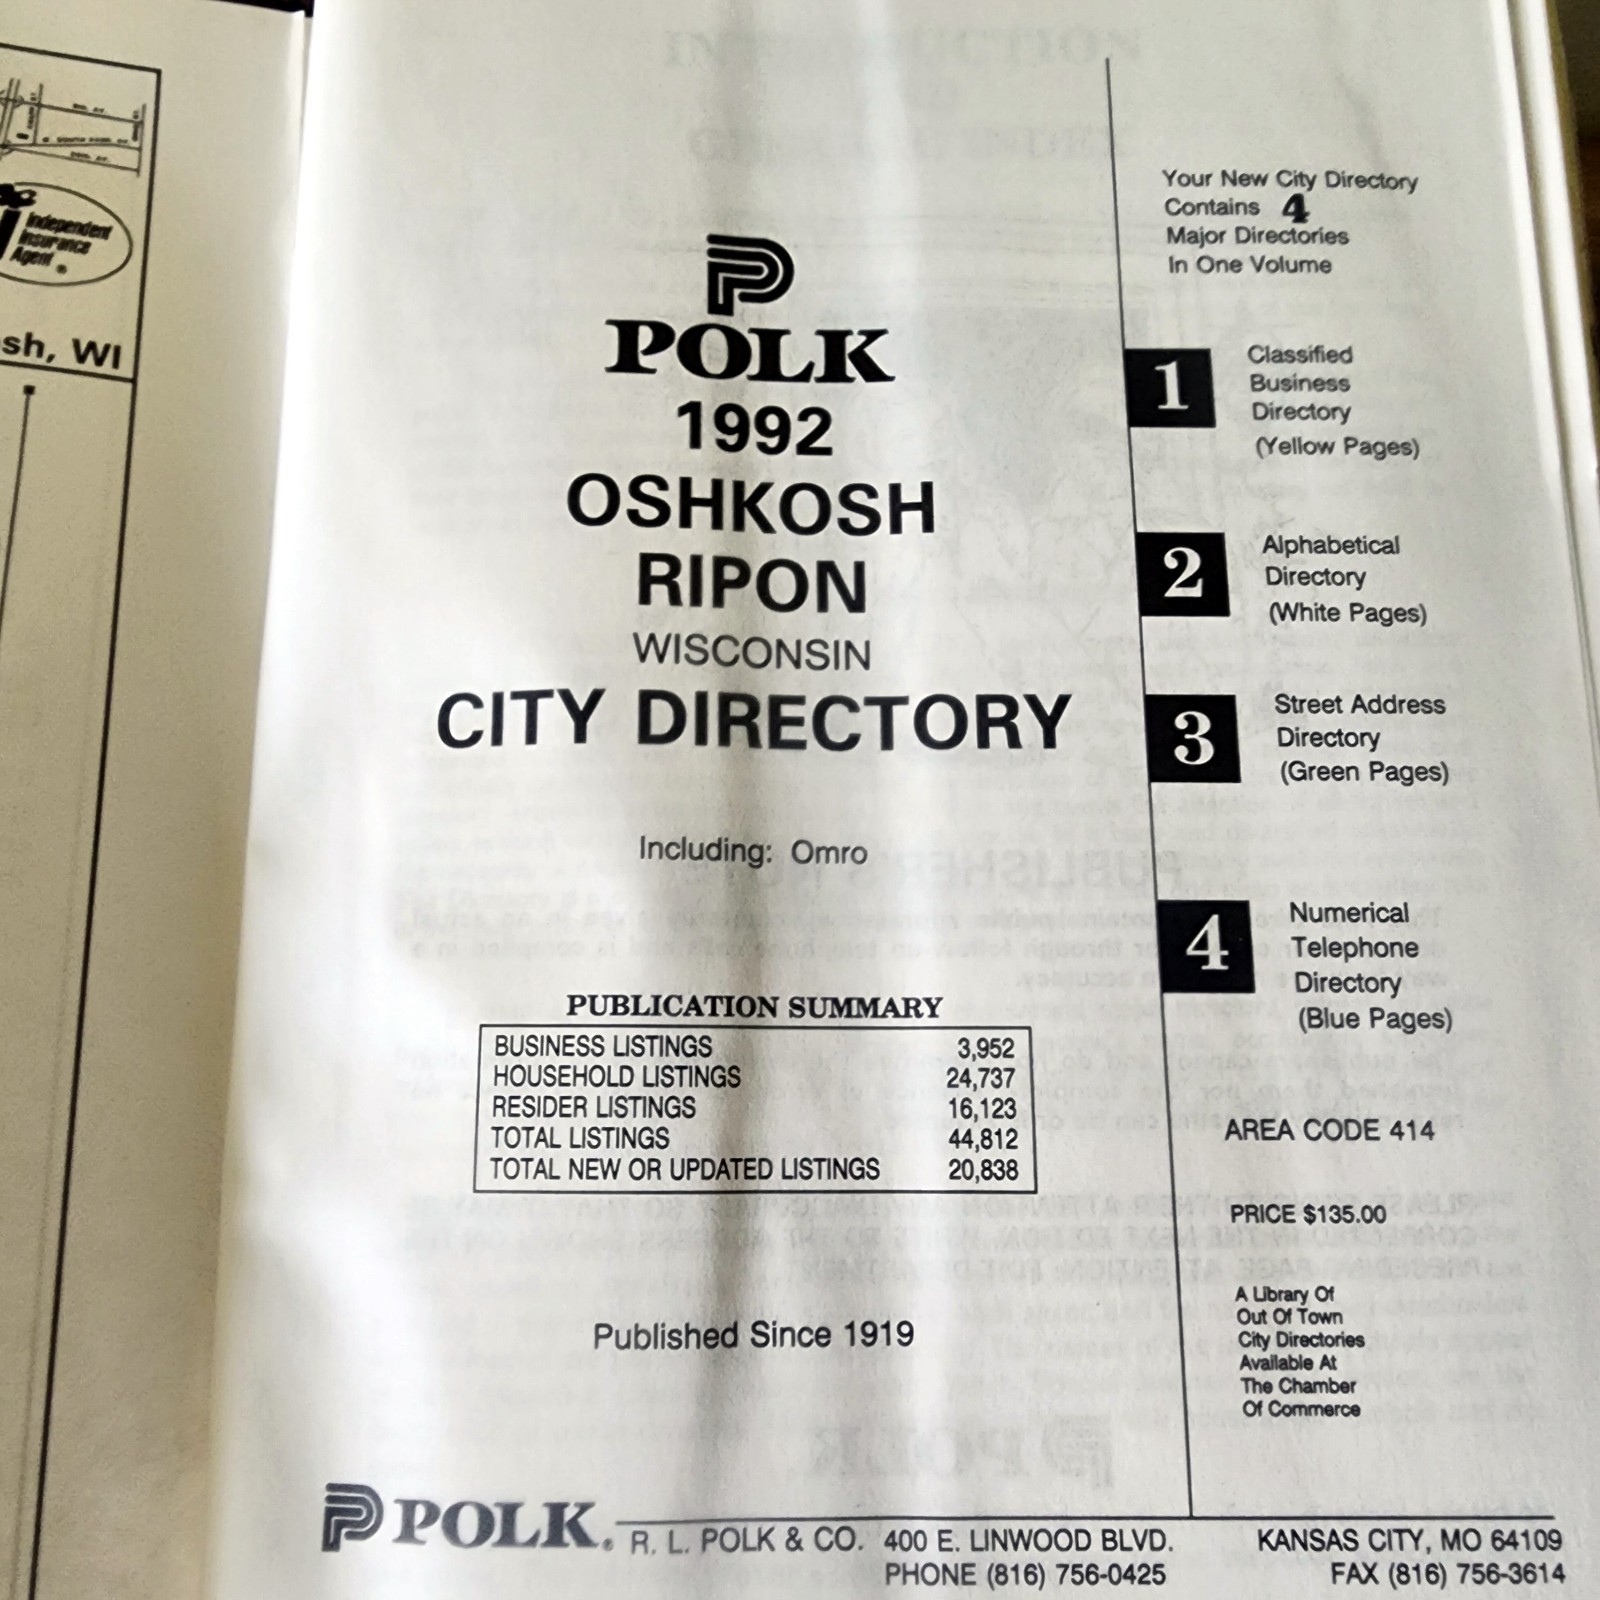 Independent
Insurance
Agent ®
sh, WI
POLK
1992
OSHKOSH
RIPON
WISCONSIN
CITY DIRECTORY
Including: Omro
PUBLICATION SUMMARY
BUSINESS LISTINGS 3,952
HOUSEHOLD LISTINGS 24,737
RESIDER LISTINGS 16,123
TOTAL LISTINGS 44,812
TOTAL NEW OR UPDATED LISTINGS 20,838
Published Since 1919
Your New City Directory
Contains 4
Major Directories
In One Volume
1 Classified
Business
Directory
(Yellow Pages)
2 Alphabetical
Directory
(White Pages)
3 Street Address
Directory
(Green Pages)
4 Numerical
Telephone
Directory
(Blue Pages)
AREA CODE 414
PRICE $135.00
A Library Of
Out Of Town
City Directories
Available At
The Chamber
Of Commerce
POLK. R. L. POLK & CO. 400 E. LINWOOD BLVD. KANSAS CITY, MO 64109
PHONE (816) 756-0425 FAX (816) 756-3614